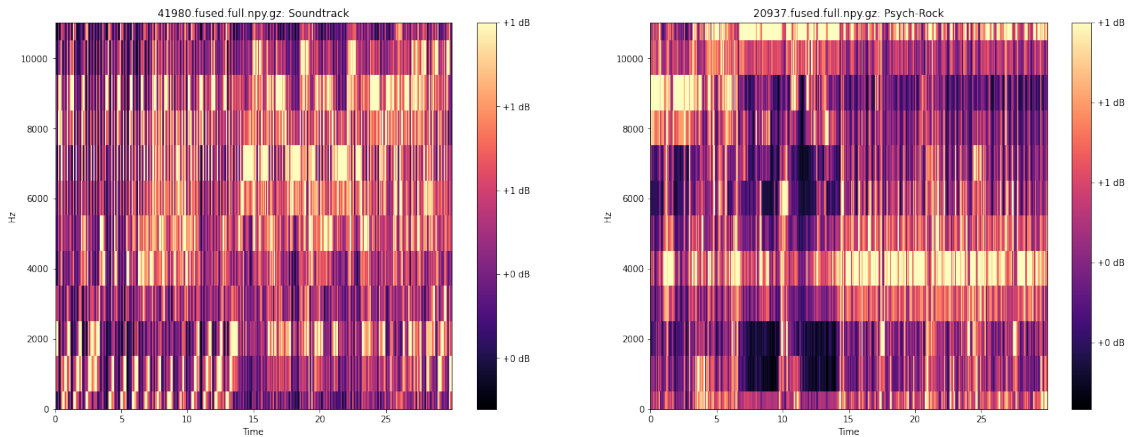 41980.fused.full.npy.gz: Soundtrack
Hz
10000
8000
6000
4000
2000
0
0
5
10
15
20
25
Time
+1 dB
+1 dB
+1 dB
+0 dB
+0 dB
20937.fused.full.npy.gz: Psych-Rock
Hz
10000
8000
6000
4000
2000
0
0
5
10
15
20
25
Time
+1 dB
+1 dB
+1 dB
+0 dB
+0 dB